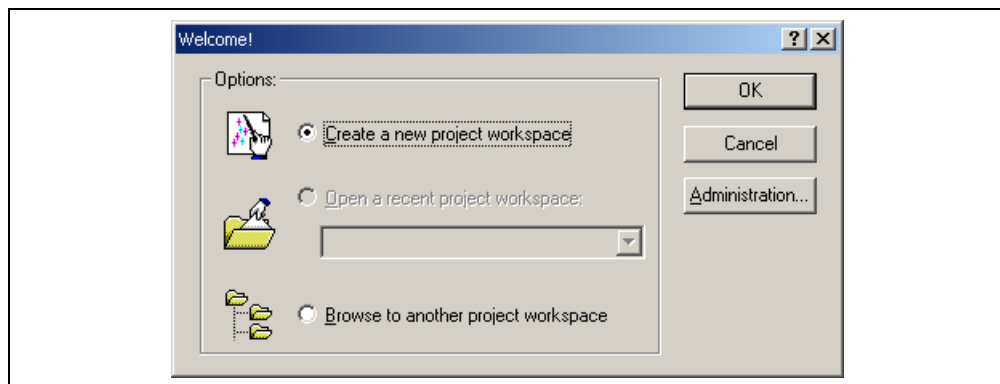 Welcome!
Options:
Create a new project workspace
Open a recent project workspace:
Browse to another project workspace
OK
Cancel
Administration...